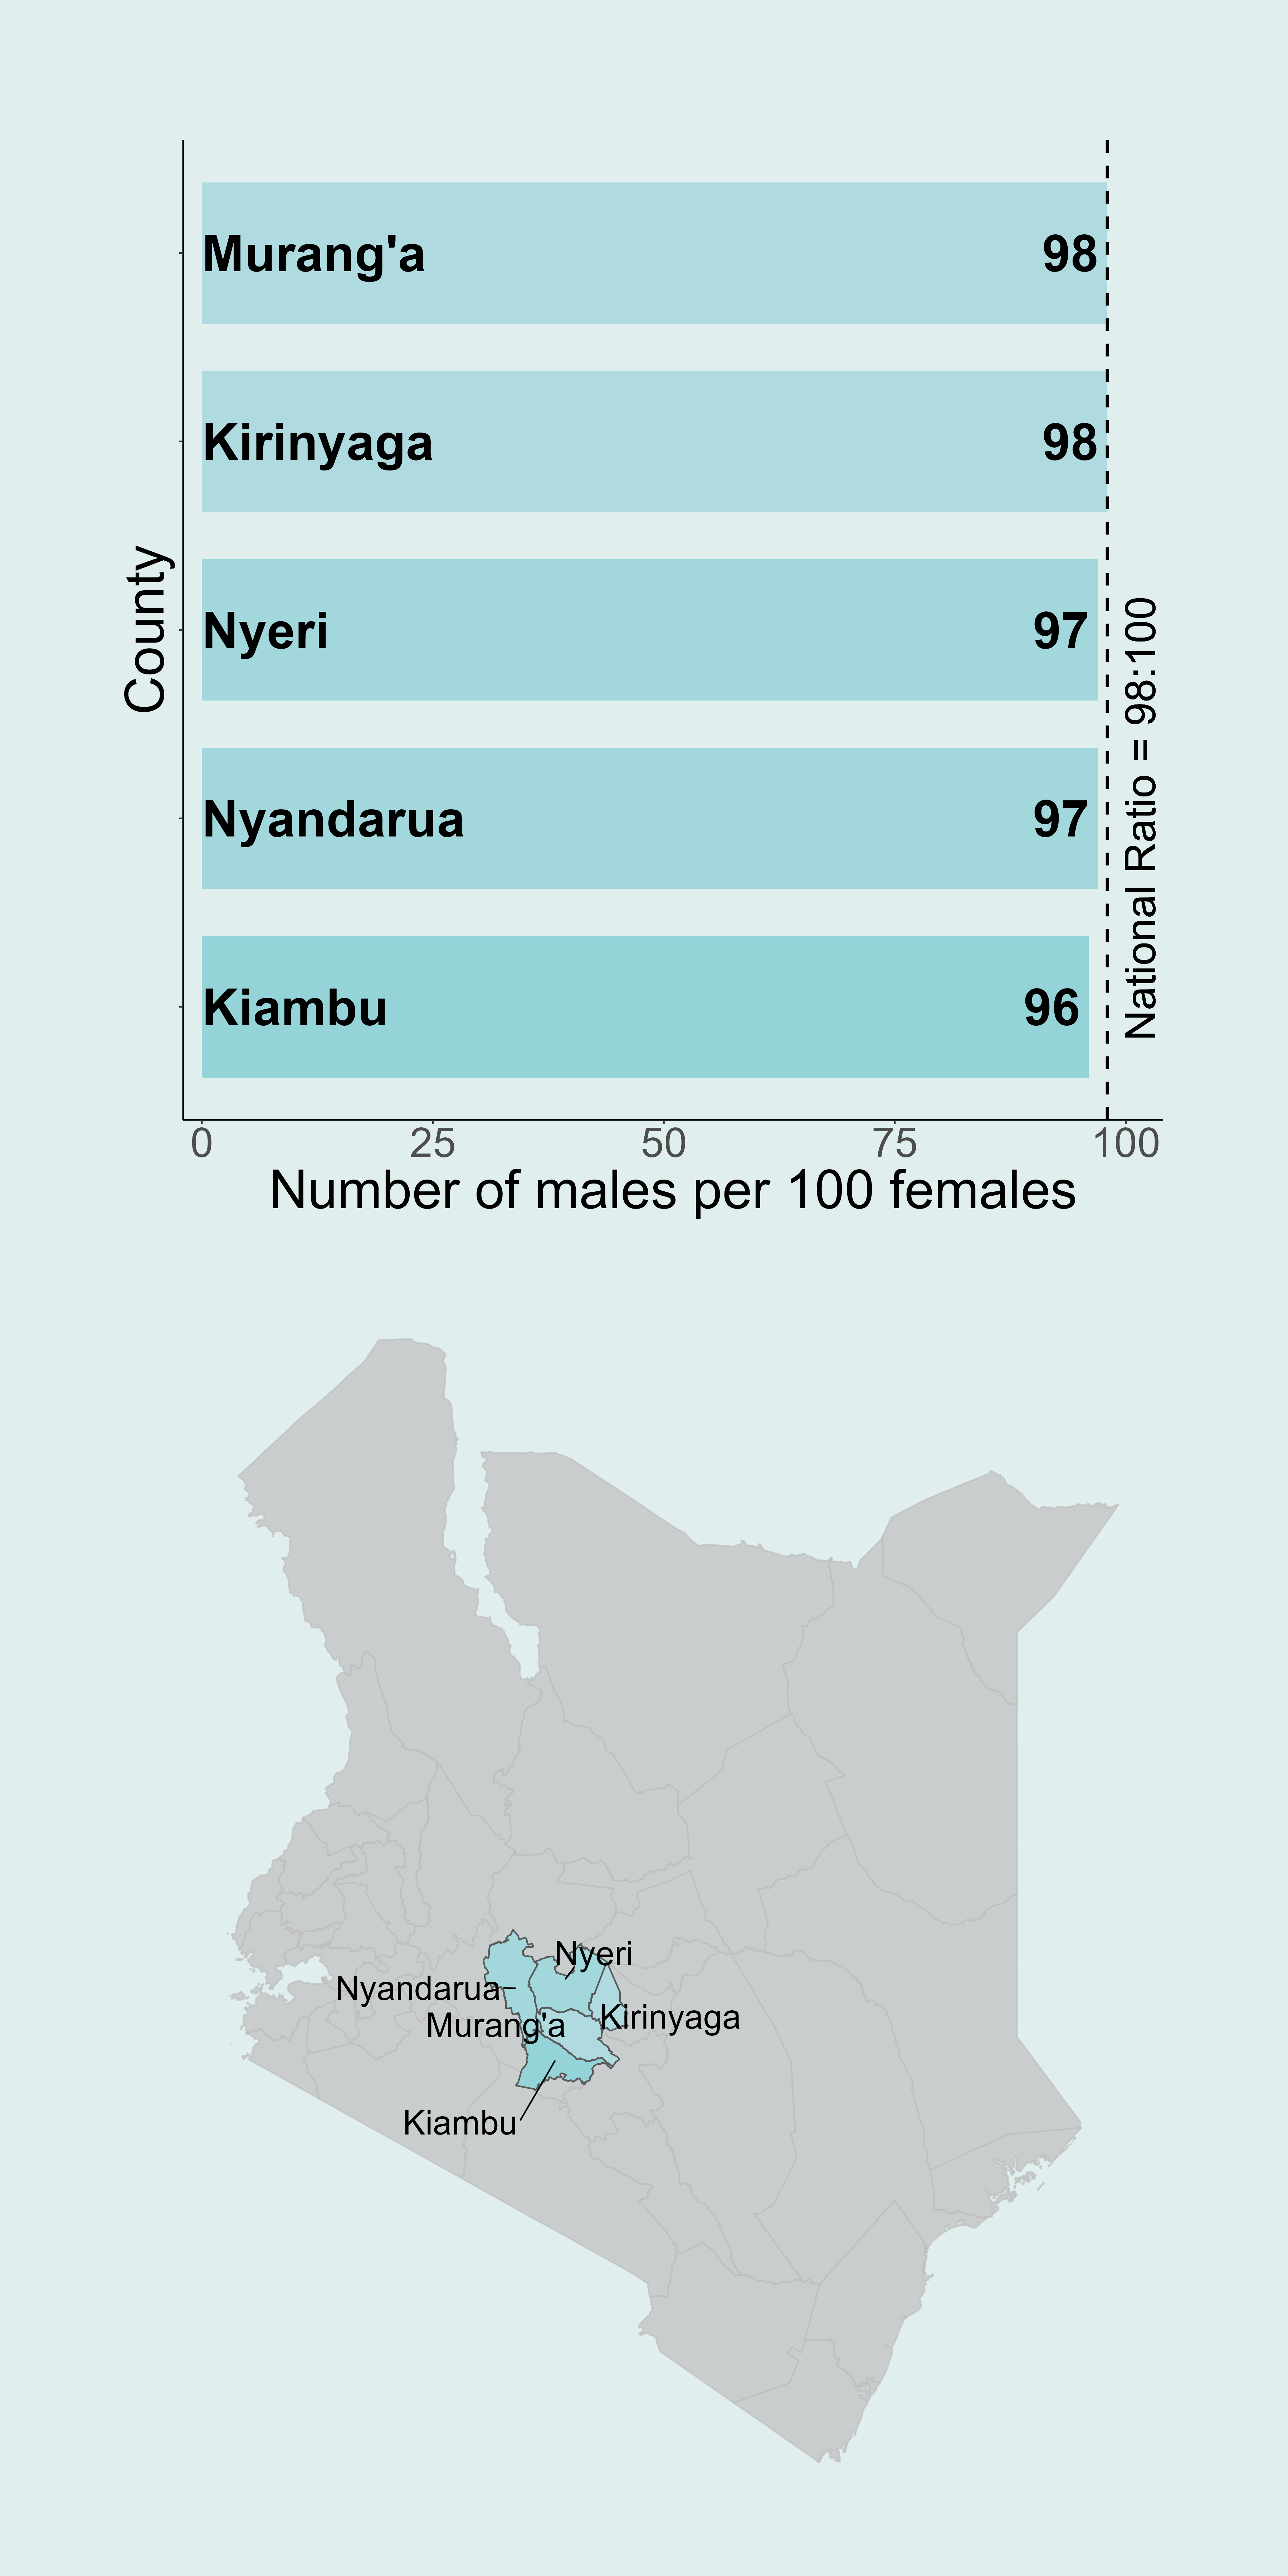 County
Murang'a 98
Kirinyaga 98
Nyeri 97
Nyandarua 97
Kiambu 96
National Ratio = 98:100
0 25 50 75 100
Number of males per 100 females
Nyeri
Nyandarua
Kirinyaga
Murang'a
Kiambu